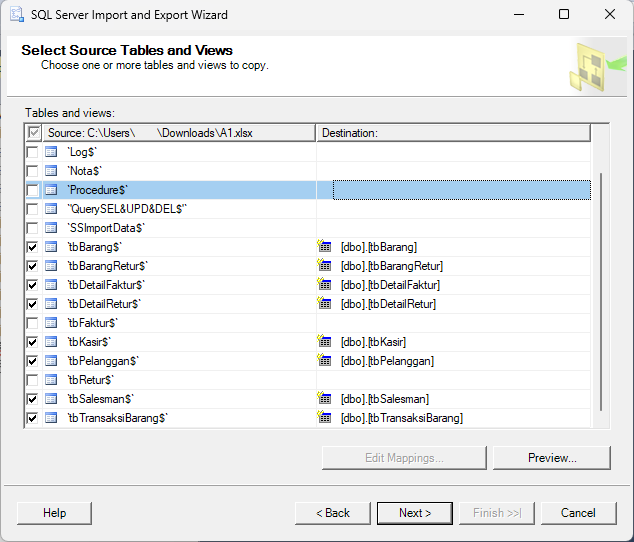 SQL Server Import and Export Wizard
Select Source Tables and Views
Choose one or more tables and views to copy.
Tables and views:
Source: C:\Users\ \Downloads\A1.xlsx Destination:
`Log$`
`Nota$`
`Procedure$`
`'QuerySEL&UPD&DEL$'`
`SSImportData$`
`tbBarang$` [dbo].[tbBarang]
`tbBarangRetur$` [dbo].[tbBarangRetur]
`tbDetailFaktur$` [dbo].[tbDetailFaktur]
`tbDetailRetur$` [dbo].[tbDetailRetur]
`tbFaktur$`
`tbKasir$` [dbo].[tbKasir]
`tbPelanggan$` [dbo].[tbPelanggan]
`tbRetur$`
`tbSalesman$` [dbo].[tbSalesman]
`tbTransaksiBarang$` [dbo].[tbTransaksiBarang]
Edit Mappings... Preview...
Help < Back Next > Finish >>| Cancel